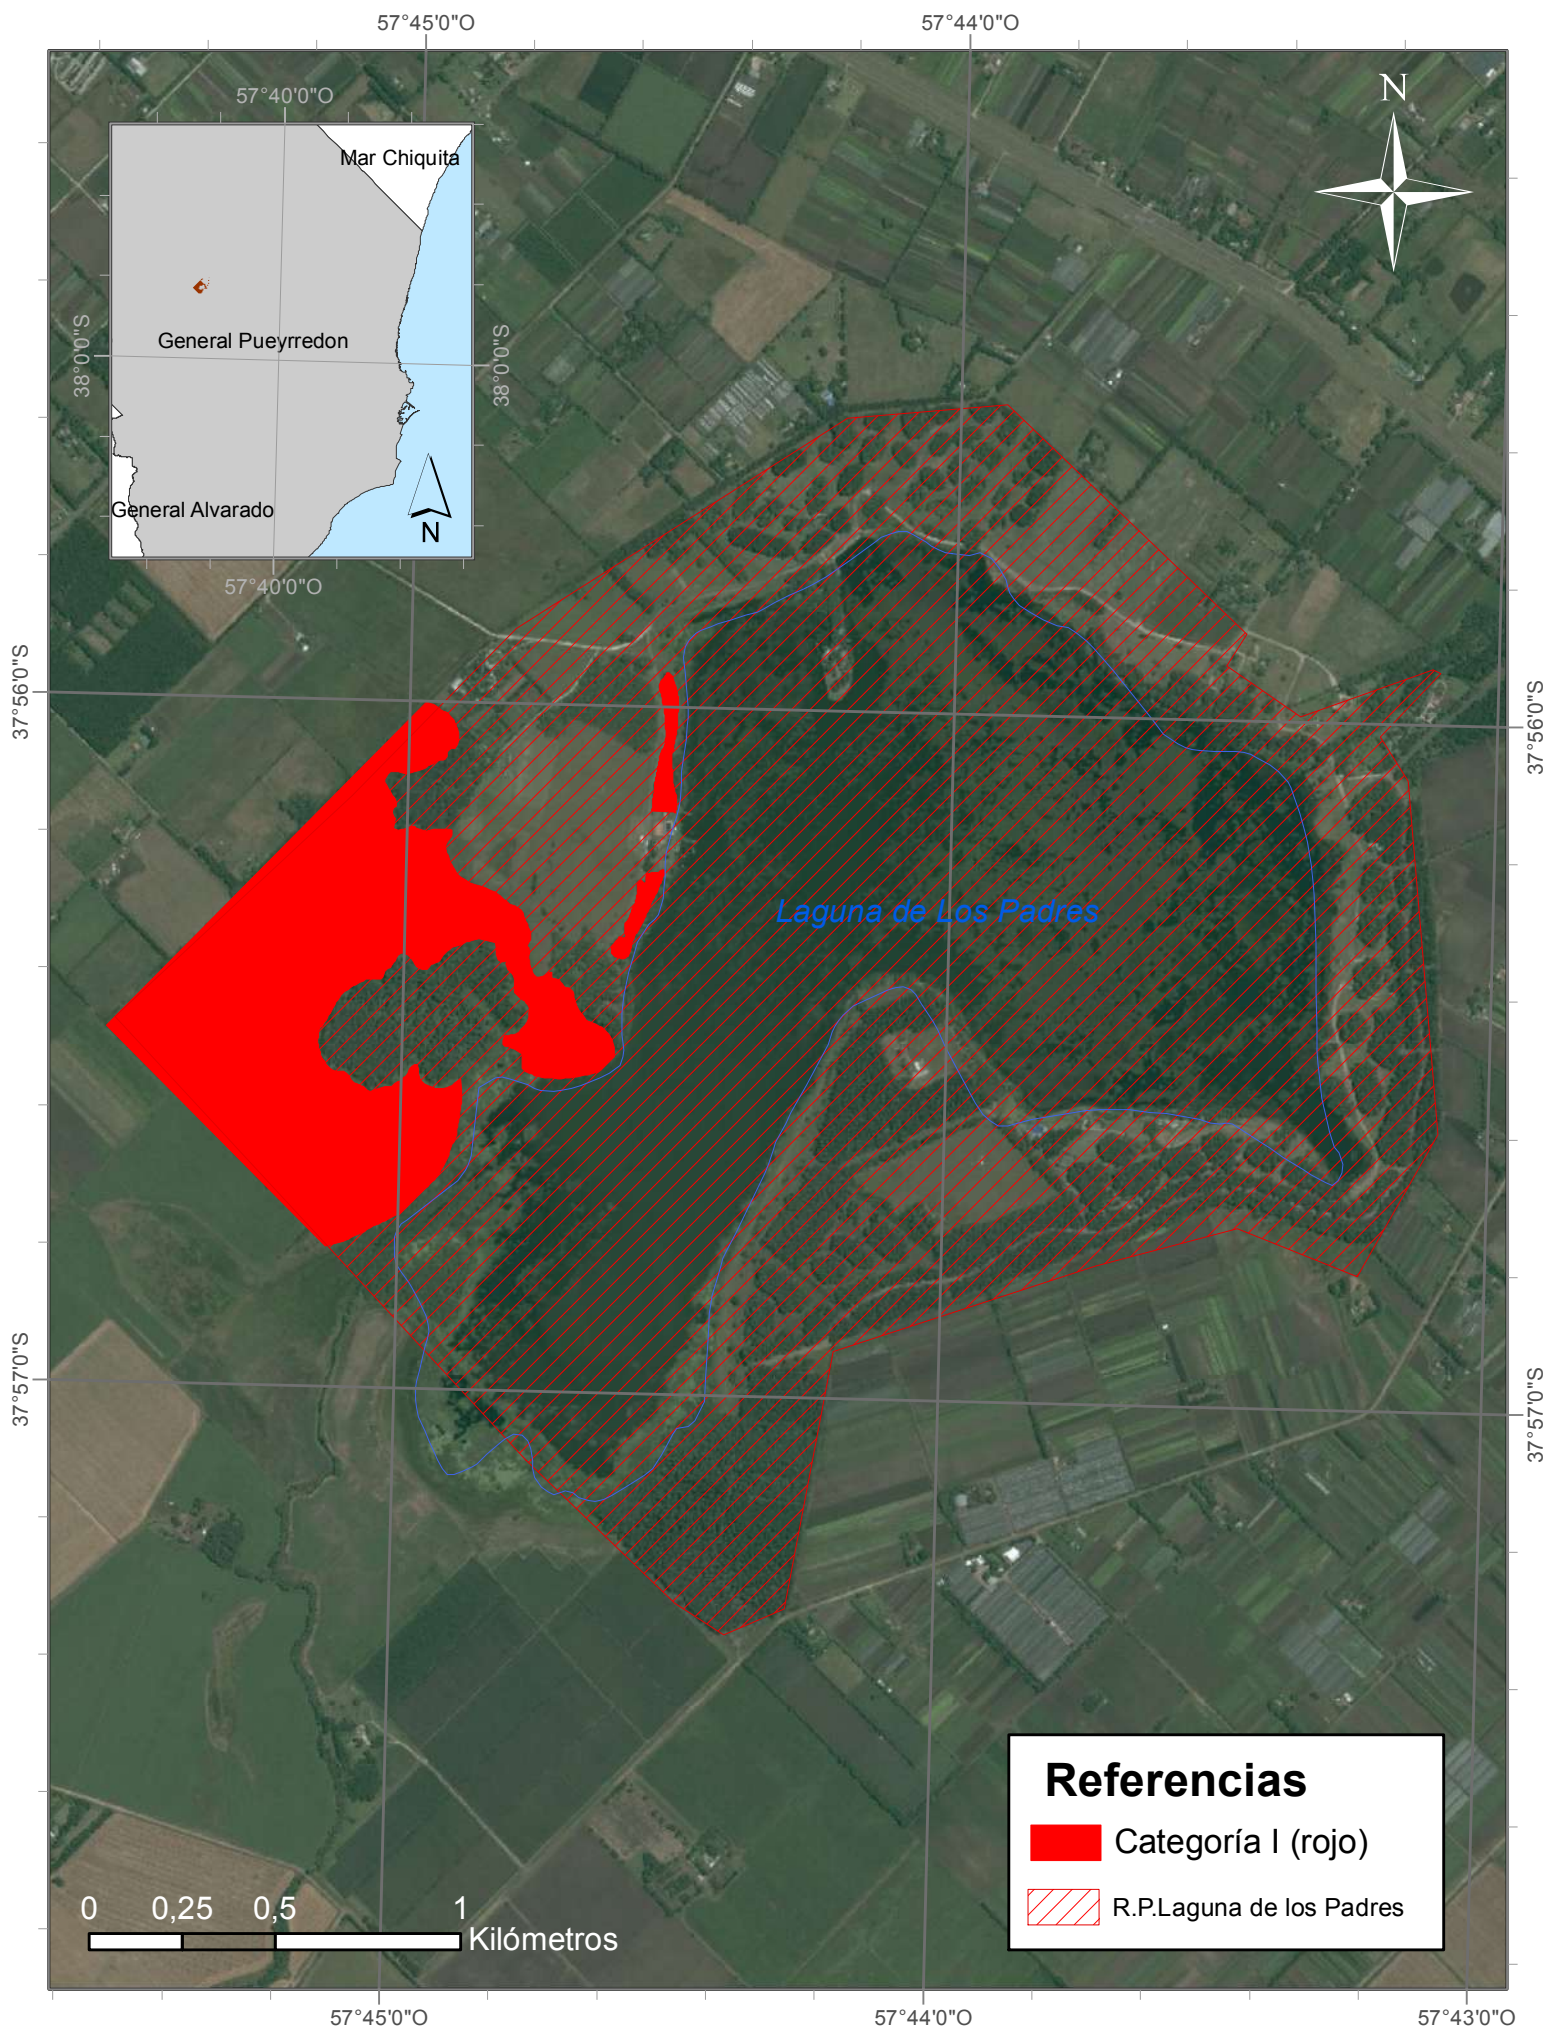 57°45'0"O
57°44'0"O
N
57°40'0"O
Mar Chiquita
38°0'0"S
General Pueyrredon
38°0'0"S
General Alvarado
N
57°40'0"O
37°56'0"S
37°56'0"S
Laguna de Los Padres
37°57'0"S
37°57'0"S
Referencias
Categoría I (rojo)
R.P.Laguna de los Padres
0 0,25 0,5 1
Kilómetros
57°45'0"O
57°44'0"O
57°43'0"O